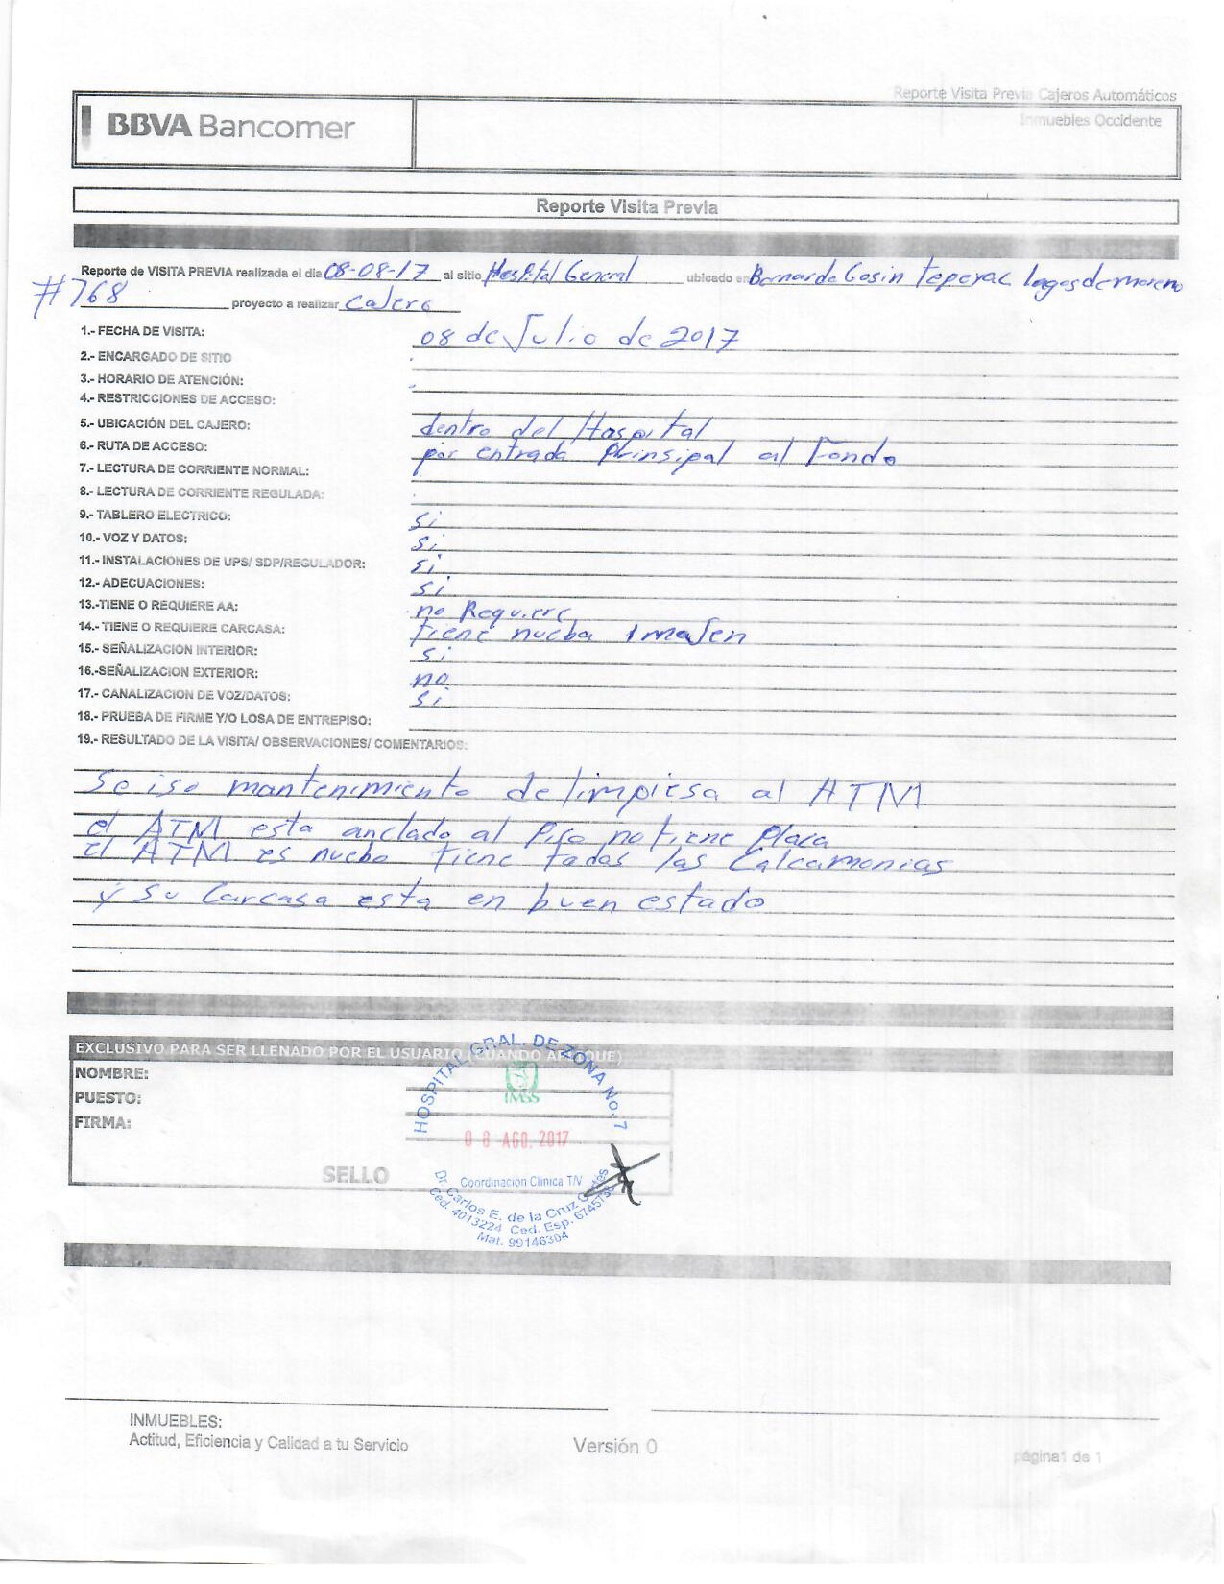 Reporte Visita Previa Cajeros Automáticos
BBVA Bancomer
Inmuebles Occidente
Reporte Visita Previa
Reporte de VISITA PREVIA realizada el dia 08-08-17 al sitio Hospital General ubicado en Bernardo Cosin Teperac lagos de moreno
#768 proyecto a realizar cajero
1.- FECHA DE VISITA: 08 de Julio de 2017
2.- ENCARGADO DE SITIO
3.- HORARIO DE ATENCIÓN:
4.- RESTRICCIONES DE ACCESO:
5.- UBICACIÓN DEL CAJERO: dentro del Hospital
6.- RUTA DE ACCESO: por entrada Prinsipal al Fondo
7.- LECTURA DE CORRIENTE NORMAL:
8.- LECTURA DE CORRIENTE REGULADA:
9.- TABLERO ELECTRICO: si
10.- VOZ Y DATOS: si
11.- INSTALACIONES DE UPS/ SDP/REGULADOR: si
12.- ADECUACIONES: si
13.-TIENE O REQUIERE AA: no Requiere
14.- TIENE O REQUIERE CARCASA: tiene nueba imaJen
15.- SEÑALIZACION INTERIOR: si
16.-SEÑALIZACION EXTERIOR: no
17.- CANALIZACION DE VOZ/DATOS: si
18.- PRUEBA DE FIRME Y/O LOSA DE ENTREPISO:
19.- RESULTADO DE LA VISITA/ OBSERVACIONES/ COMENTARIOS:
Se iso mantenimiento de limpiesa al ATM
el ATM esta anclado al Piso no tiene Placa
el ATM es nuebo tiene todas las Calcamonias
y su Carcasa esta en buen estado
EXCLUSIVO PARA SER LLENADO POR EL USUARIO (CUANDO APLIQUE)
NOMBRE:
PUESTO:
FIRMA:
SELLO
HOSPITAL GRAL. DE ZONA No. 7
IMSS
08 AGO. 2017
Coordinación Clinica T/V
Dr. Carlos E. de la Cruz
Ced. 4013224 Ced. Esp.
Mat. 99146304
INMUEBLES:
Actitud, Eficiencia y Calidad a tu Servicio
Versión 0
página1 de 1